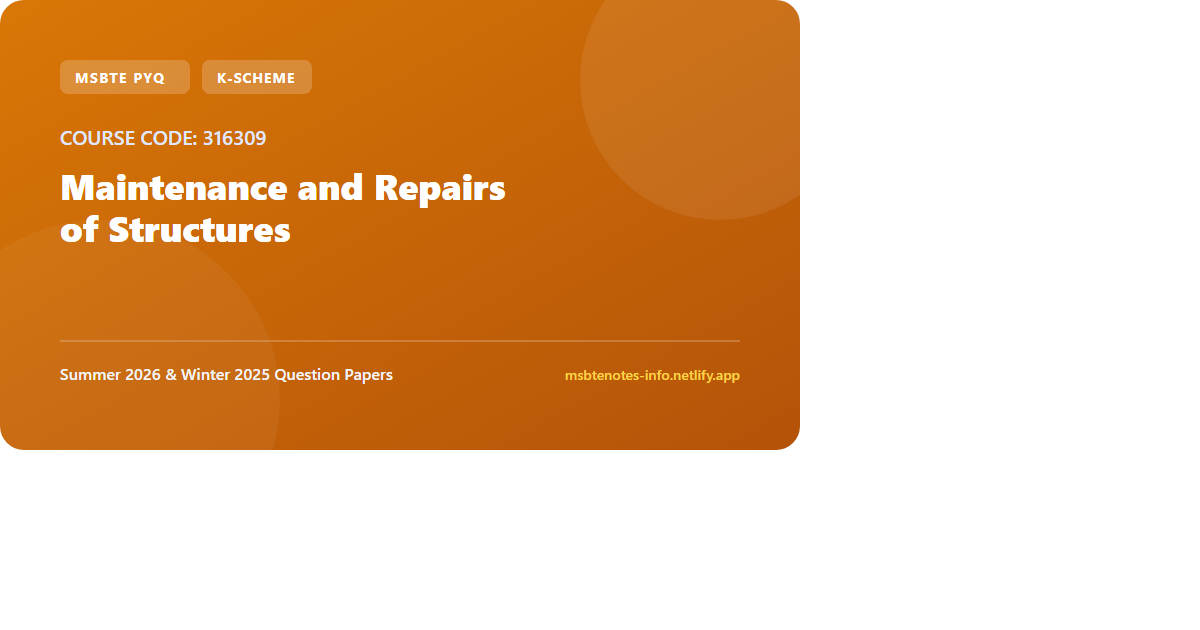 MSBTE PYQ
K-SCHEME
COURSE CODE: 316309
Maintenance and Repairs
of Structures
Summer 2026 & Winter 2025 Question Papers
msbtenotes-info.netlify.app